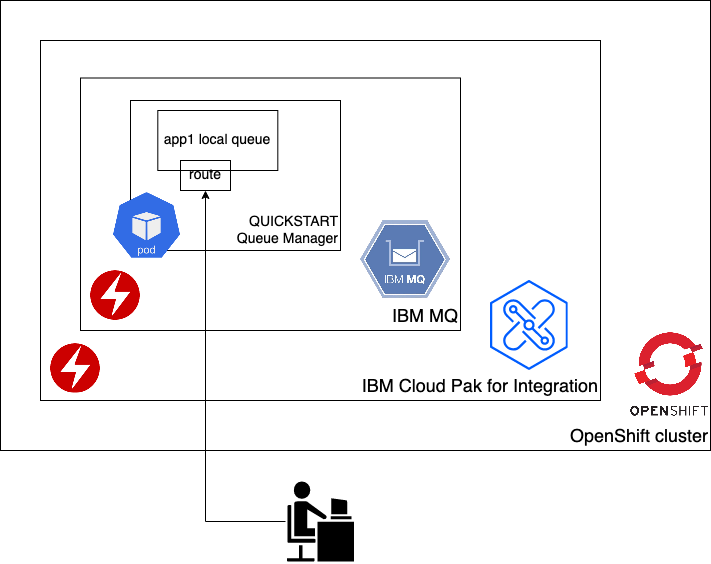 app1 local queue
route
QUICKSTART
Queue Manager
pod
IBM MQ
IBM MQ
IBM Cloud Pak for Integration
OPENSHIFT
OpenShift cluster